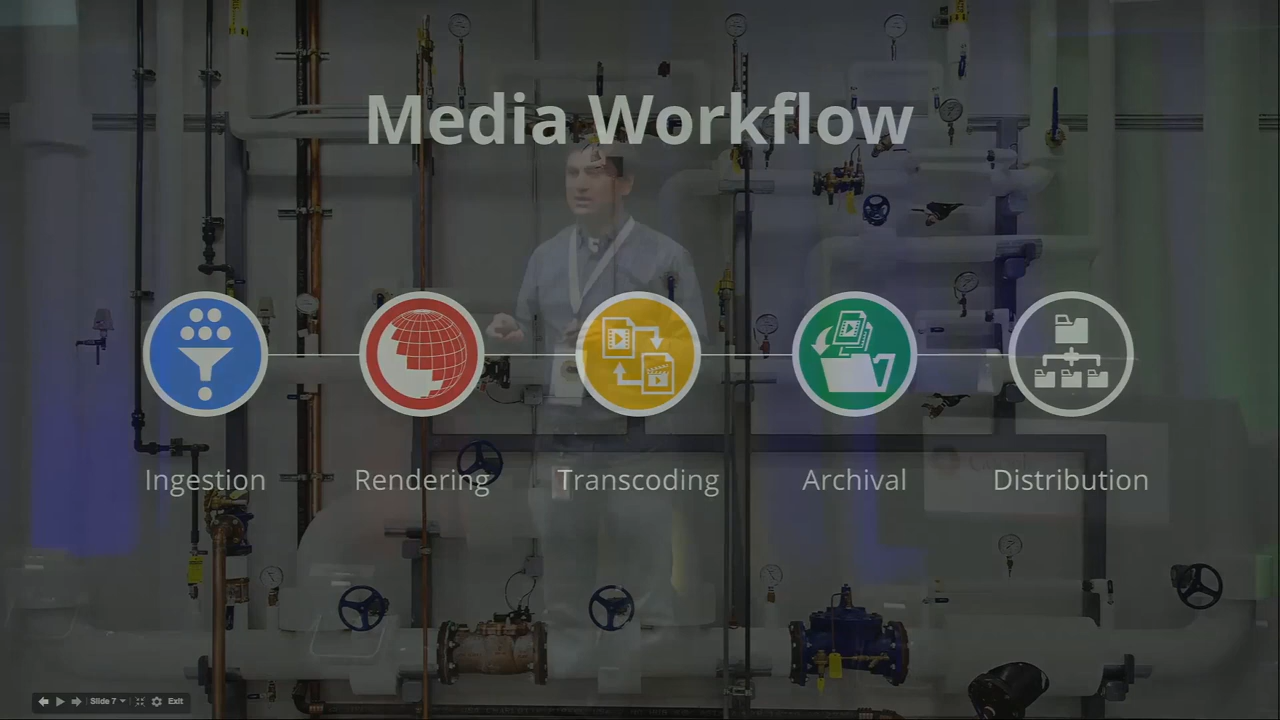 Media Workflow
Ingestion
Rendering
Transcoding
Archival
Distribution
Slide 7
Exit